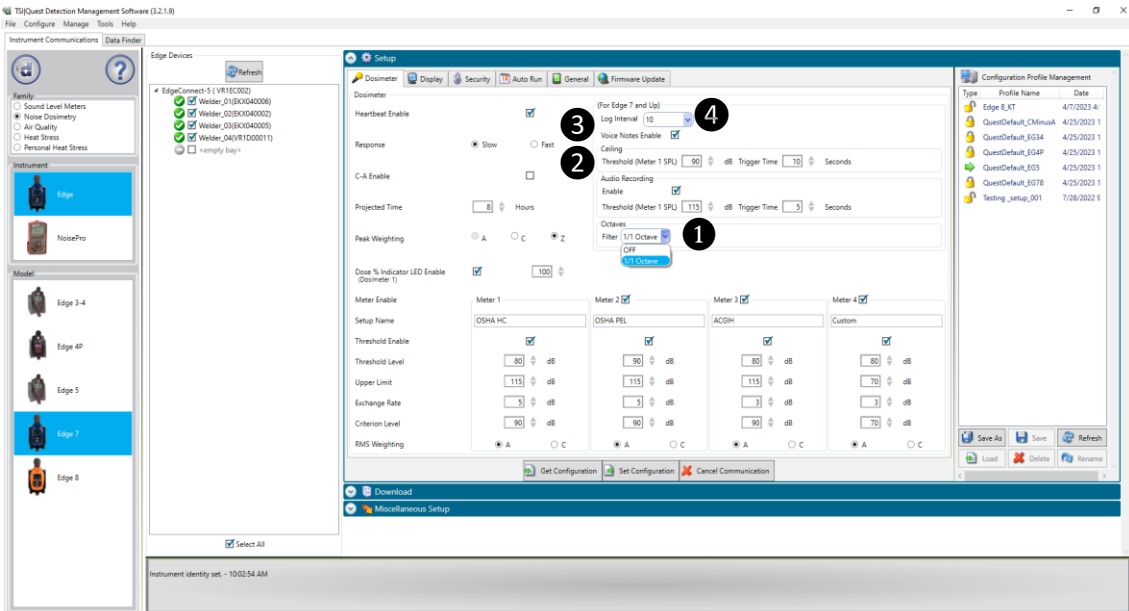 TSI|Quest Detection Management Software (3.2.1.9)
File Configure Manage Tools Help
Instrument Communications Data Finder
Family
Sound Level Meters
Noise Dosimetry
Air Quality
Heat Stress
Personal Heat Stress
Instrument
Edge
NoisePro
Model
Edge 3-4
Edge 4P
Edge 5
Edge 7
Edge 8
Edge Devices
Refresh
EdgeConnect-5 ( VR1EC002)
Welder_01(EKX040006)
Welder_02(EKX040002)
Welder_03(EKX040005)
Welder_04(VR1D00011)
<empty bay>
Select All
Setup
Dosimeter Display Security Auto Run General Firmware Update
Dosimeter
Heartbeat Enable
Response Slow Fast
C-A Enable
Projected Time 8 Hours
Peak Weighting A C Z
Dose % Indicator LED Enable 100
(Dosimeter 1)
(For Edge 7 and Up)
Log Interval 10 4
3 Voice Notes Enable
Ceiling
2 Threshold (Meter 1 SPL) 90 dB Trigger Time 10 Seconds
Audio Recording
Enable
Threshold (Meter 1 SPL) 115 dB Trigger Time 5 Seconds
Octaves
Filter 1/1 Octave 1
OFF
1/1 Octave
Meter Enable Meter 1 Meter 2 Meter 3 Meter 4
Setup Name OSHA HC OSHA PEL ACGIH Custom
Threshold Enable
Threshold Level 80 dB 90 dB 80 dB 80 dB
Upper Limit 115 dB 115 dB 115 dB 70 dB
Exchange Rate 5 dB 5 dB 3 dB 3 dB
Criterion Level 90 dB 90 dB 90 dB 70 dB
RMS Weighting A C A C A C A C
Get Configuration Set Configuration Cancel Communication
Download
Miscellaneous Setup
Configuration Profile Management
Type Profile Name Date
Edge 8_KT 4/7/2023 4:
QuestDefault_CMinusA 4/25/2023 1
QuestDefault_EG34 4/25/2023 1
QuestDefault_EG4P 4/25/2023 1
QuestDefault_EG5 4/25/2023 1
QuestDefault_EG78 4/25/2023 1
Testing _setup_001 7/28/2022 5
Save As Save Refresh
Load Delete Rename
Instrument identity set. - 10:02:54 AM